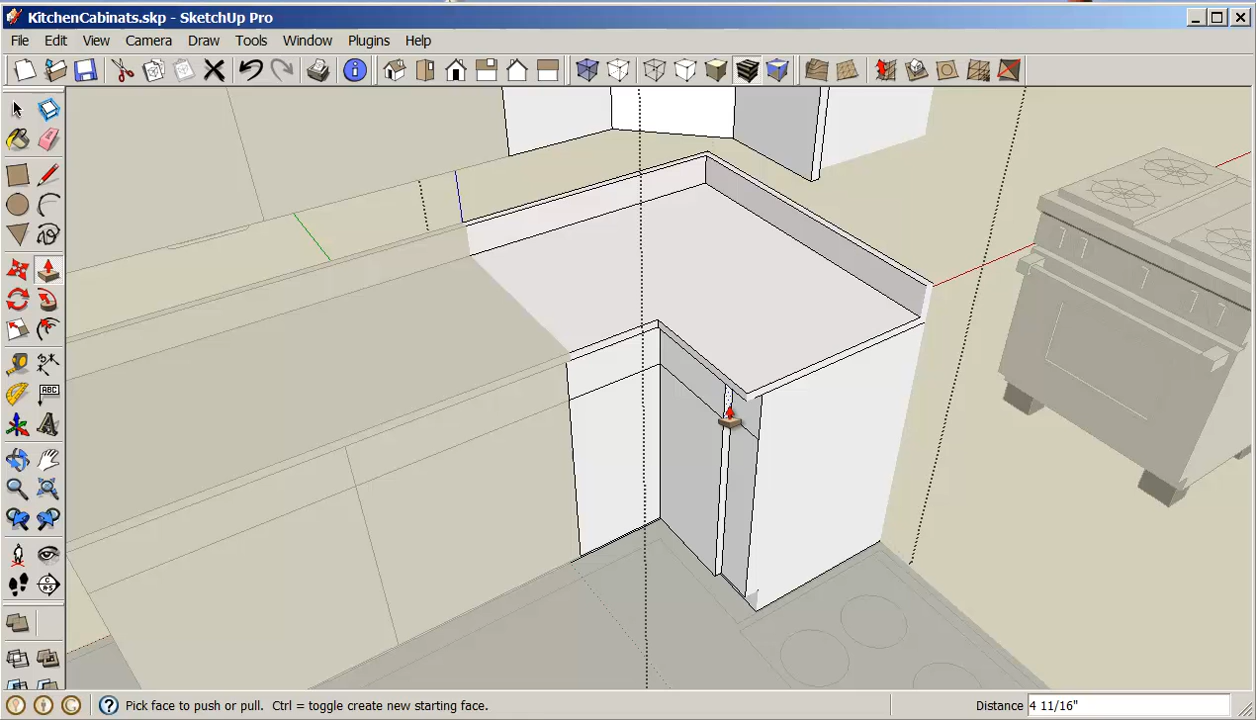 KitchenCabinats.skp - SketchUp Pro
File Edit View Camera Draw Tools Window Plugins Help
ABC
Pick face to push or pull. Ctrl = toggle create new starting face.
Distance 4 11/16"